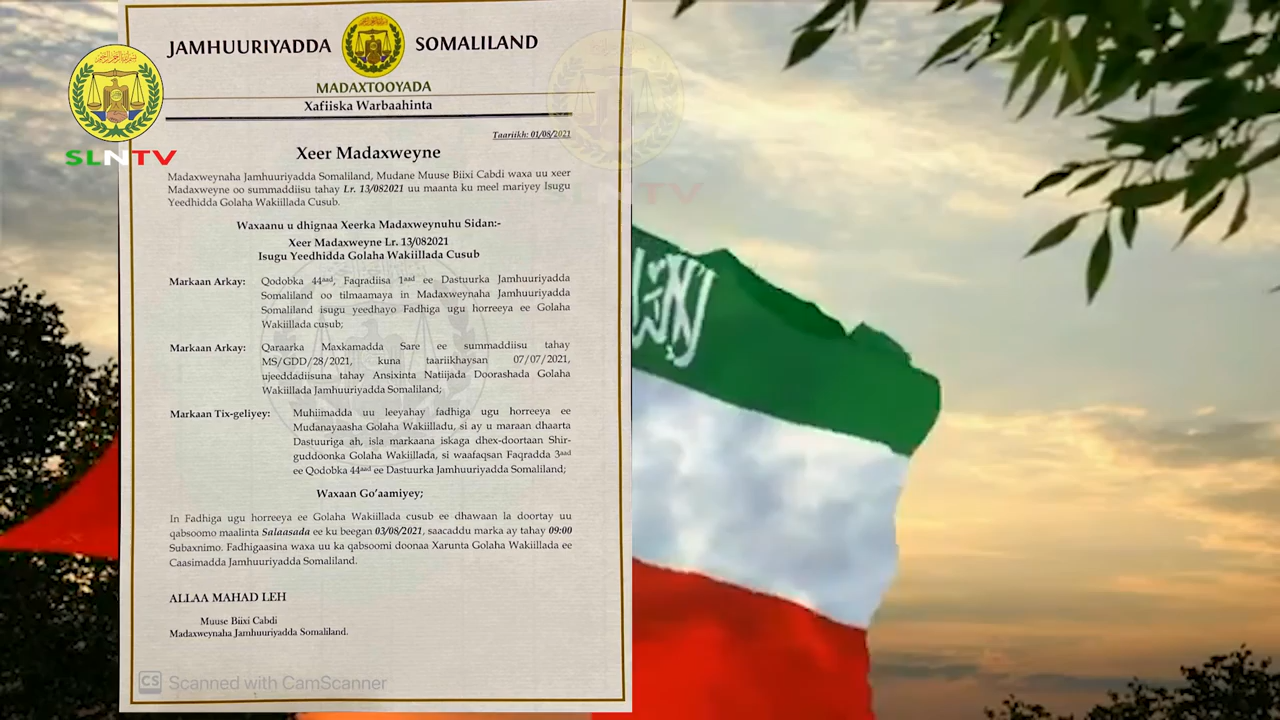 JAMHUURIYADDA SOMALILAND
MADAXTOOYADA
Xafiiska Warbaahinta
SLNTV
Taariikh: 01/08/2021
Xeer Madaxweyne
Madaxweynaha Jamhuuriyadda Somaliland, Mudane Muuse Biixi Cabdi waxa uu xeer
Madaxweyne oo summaddiisu tahay Lr. 13/082021 uu maanta ku meel mariyey Isugu
Yeedhidda Golaha Wakiillada Cusub.
Waxaanu u dhignaa Xeerka Madaxweynuhu Sidan:-
Xeer Madaxweyne Lr. 13/082021
Isugu Yeedhidda Golaha Wakiillada Cusub
Markaan Arkay: Qodobka 44aad, Faqradiisa 1aad ee Dastuurka Jamhuuriyadda
Somaliland oo tilmaamaya in Madaxweynaha Jamhuuriyadda
Somaliland isugu yeedhayo Fadhiga ugu horreeya ee Golaha
Wakiillada cusub;
Markaan Arkay: Qaraarka Maxkamadda Sare ee summaddiisu tahay
MS/GDD/28/2021, kuna taariikhaysan 07/07/2021,
ujeeddadiisuna tahay Ansixinta Natiijada Doorashada Golaha
Wakiillada Jamhuuriyadda Somaliland;
Markaan Tix-geliyey: Muhiimadda uu leeyahay fadhiga ugu horreeya ee
Mudanayaasha Golaha Wakiilladu, si ay u maraan dhaarta
Dastuuriga ah, isla markaana iskaga dhex-doortaan Shir-
guddoonka Golaha Wakiillada, si waafaqsan Faqradda 3aad
ee Qodobka 44aad ee Dastuurka Jamhuuriyadda Somaliland;
Waxaan Go'aamiyey;
In Fadhiga ugu horreeya ee Golaha Wakiillada cusub ee dhawaan la doortay uu
qabsoomo maalinta Salaasada ee ku beegan 03/08/2021, saacaddu marka ay tahay 09:00
Subaxnimo. Fadhigaasina waxa uu ka qabsoomi doonaa Xarunta Golaha Wakiillada ee
Caasimadda Jamhuuriyadda Somaliland.
ALLAA MAHAD LEH
Muuse Biixi Cabdi
Madaxweynaha Jamhuuriyadda Somaliland.
CS Scanned with CamScanner